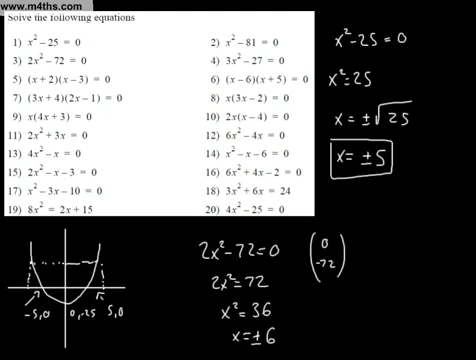 www.m4ths.com
Solve the following equations
1) x² − 25 = 0
2) x² − 81 = 0
3) 2x² − 72 = 0
4) 3x² − 27 = 0
5) (x + 2)(x − 3) = 0
6) (x − 6)(x + 5) = 0
7) (3x + 4)(2x − 1) = 0
8) x(3x − 2) = 0
9) x(4x + 3) = 0
10) 2x(x − 4) = 0
11) 2x² + 3x = 0
12) 6x² − 4x = 0
13) 4x² − x = 0
14) x² − x − 6 = 0
15) 2x² − x − 3 = 0
16) 6x² + 4x − 2 = 0
17) x² − 3x − 10 = 0
18) 3x² + 6x = 24
19) 8x² = 2x + 15
20) 4x² − 25 = 0
x² − 25 = 0
x² = 25
x = ±√25
x = ±5
-5,0
0,-25
5,0
2x² − 72 = 0
2x² = 72
x² = 36
x = ±6
0
-72